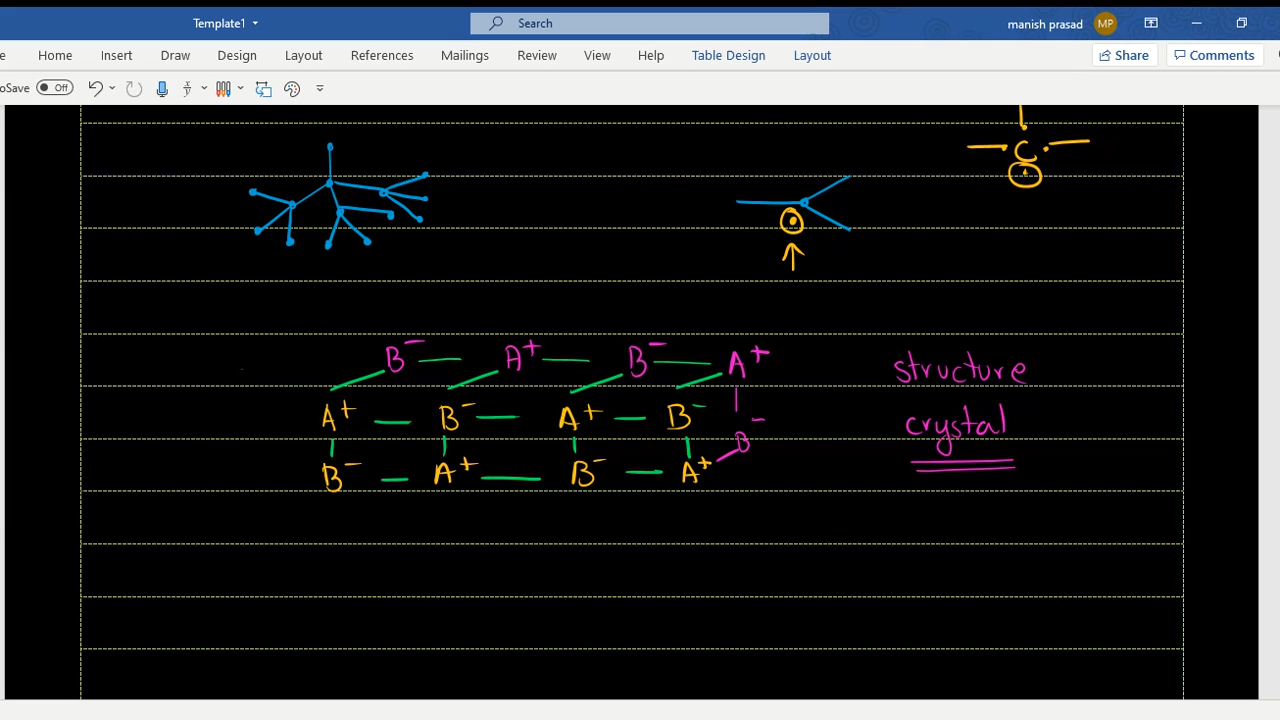 Template1
Search
manish prasad
MP
Home Insert Draw Design Layout References Mailings Review View Help Table Design Layout
Share
Comments
oSave Off
C
B⁻ A⁺ B⁻ A⁺
structure
A⁺ B⁻ A⁺ B⁻
crystal
B⁻
B⁻ A⁺ B⁻ A⁺